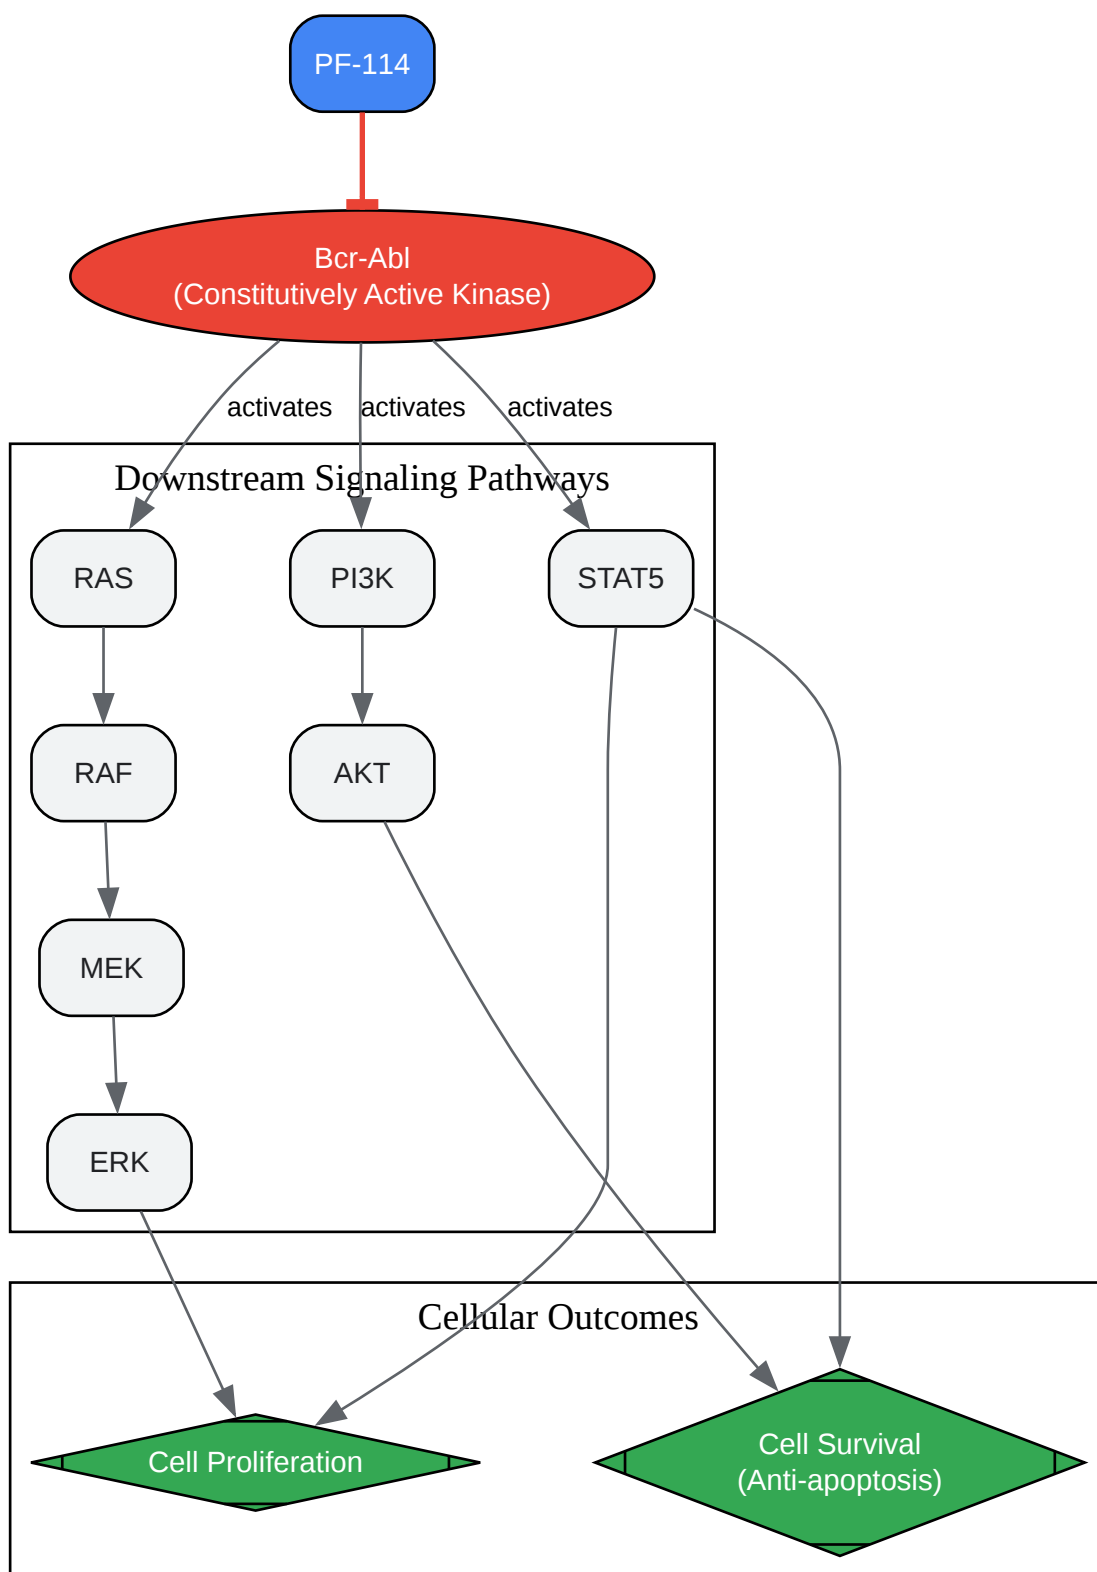 PF-114
Bcr-Abl
(Constitutively Active Kinase)
activates
activates
activates
Downstream Signaling Pathways
RAS
PI3K
STAT5
RAF
AKT
MEK
ERK
Cellular Outcomes
Cell Proliferation
Cell Survival
(Anti-apoptosis)